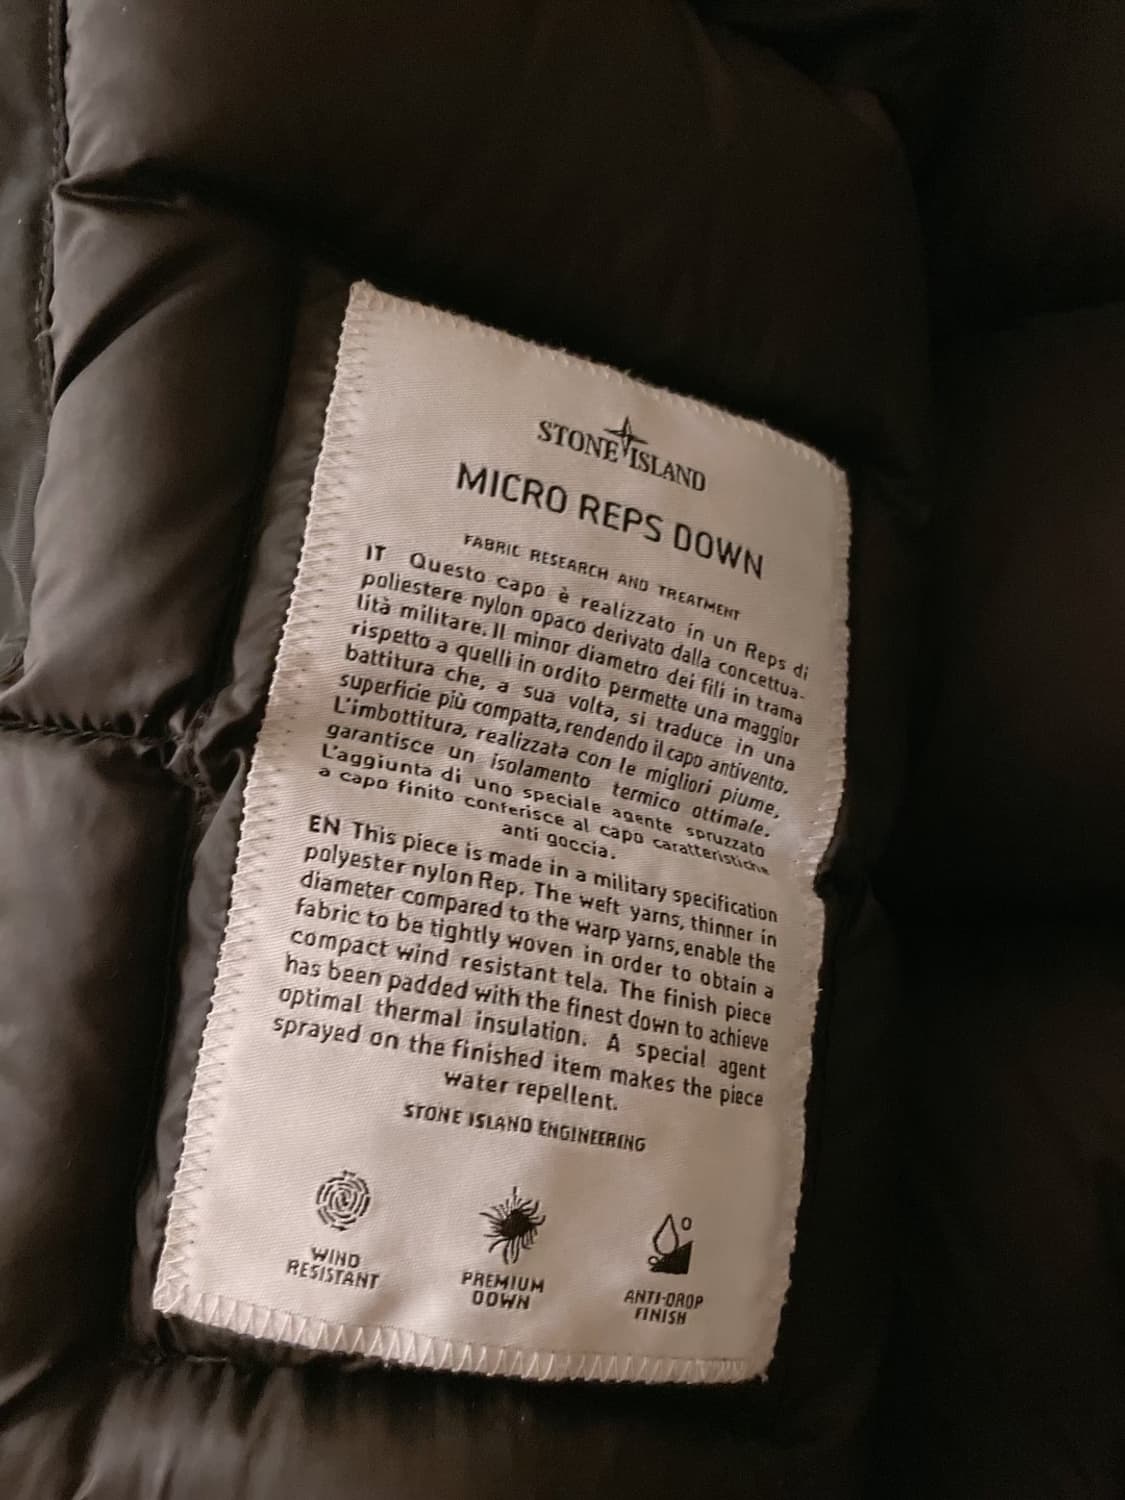 STONE ISLAND
MICRO REPS DOWN
FABRIC RESEARCH AND TREATMENT
IT Questo capo è realizzato in un Reps di
poliestere nylon opaco derivato dalla concettua-
lità militare. Il minor diametro dei fili in trama
rispetto a quelli in ordito permette una maggior
battitura che, a sua volta, si traduce in una
superficie più compatta, rendendo il capo antivento.
L'imbottitura, realizzata con le migliori piume,
garantisce un isolamento termico ottimale.
L'aggiunta di uno speciale agente spruzzato
a capo finito conferisce al capo caratteristiche
anti goccia.
EN This piece is made in a military specification
polyester nylon Rep. The weft yarns, thinner in
diameter compared to the warp yarns, enable the
fabric to be tightly woven in order to obtain a
compact wind resistant tela. The finish piece
has been padded with the finest down to achieve
optimal thermal insulation. A special agent
sprayed on the finished item makes the piece
water repellent.
STONE ISLAND ENGINEERING
WIND
RESISTANT
PREMIUM
DOWN
ANTI-DROP
FINISH